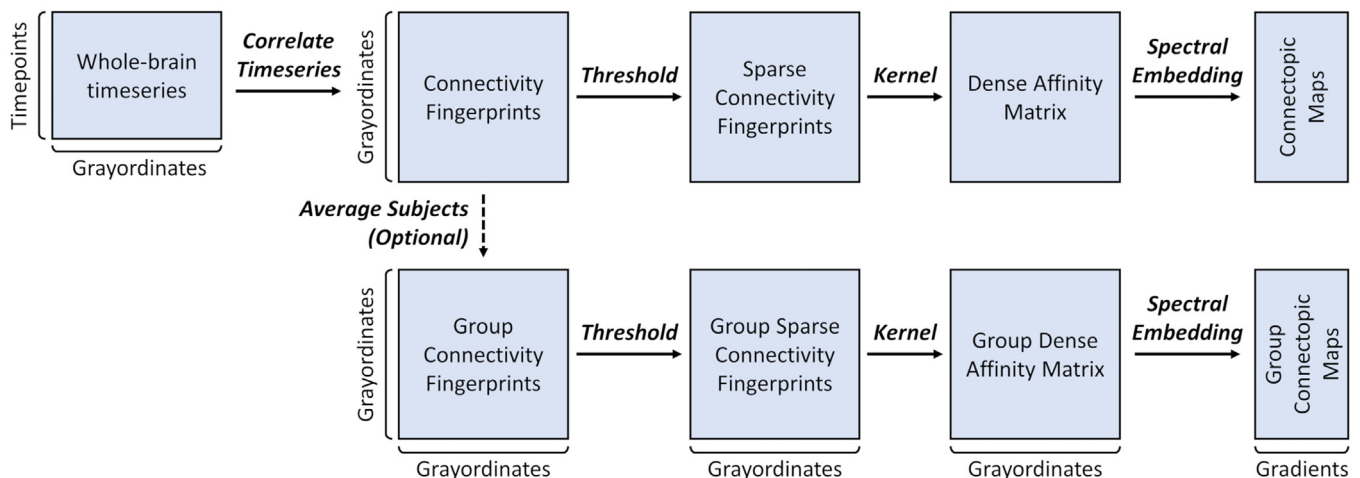 Timepoints
Whole-brain
timeseries
Grayordinates
Correlate
Timeseries
Grayordinates
Connectivity
Fingerprints
Threshold
Sparse
Connectivity
Fingerprints
Kernel
Dense Affinity
Matrix
Spectral
Embedding
Connectopic
Maps
Average Subjects
(Optional)
Grayordinates
Group
Connectivity
Fingerprints
Threshold
Group Sparse
Connectivity
Fingerprints
Kernel
Group Dense
Affinity Matrix
Spectral
Embedding
Group
Connectopic
Maps
Grayordinates
Grayordinates
Grayordinates
Gradients